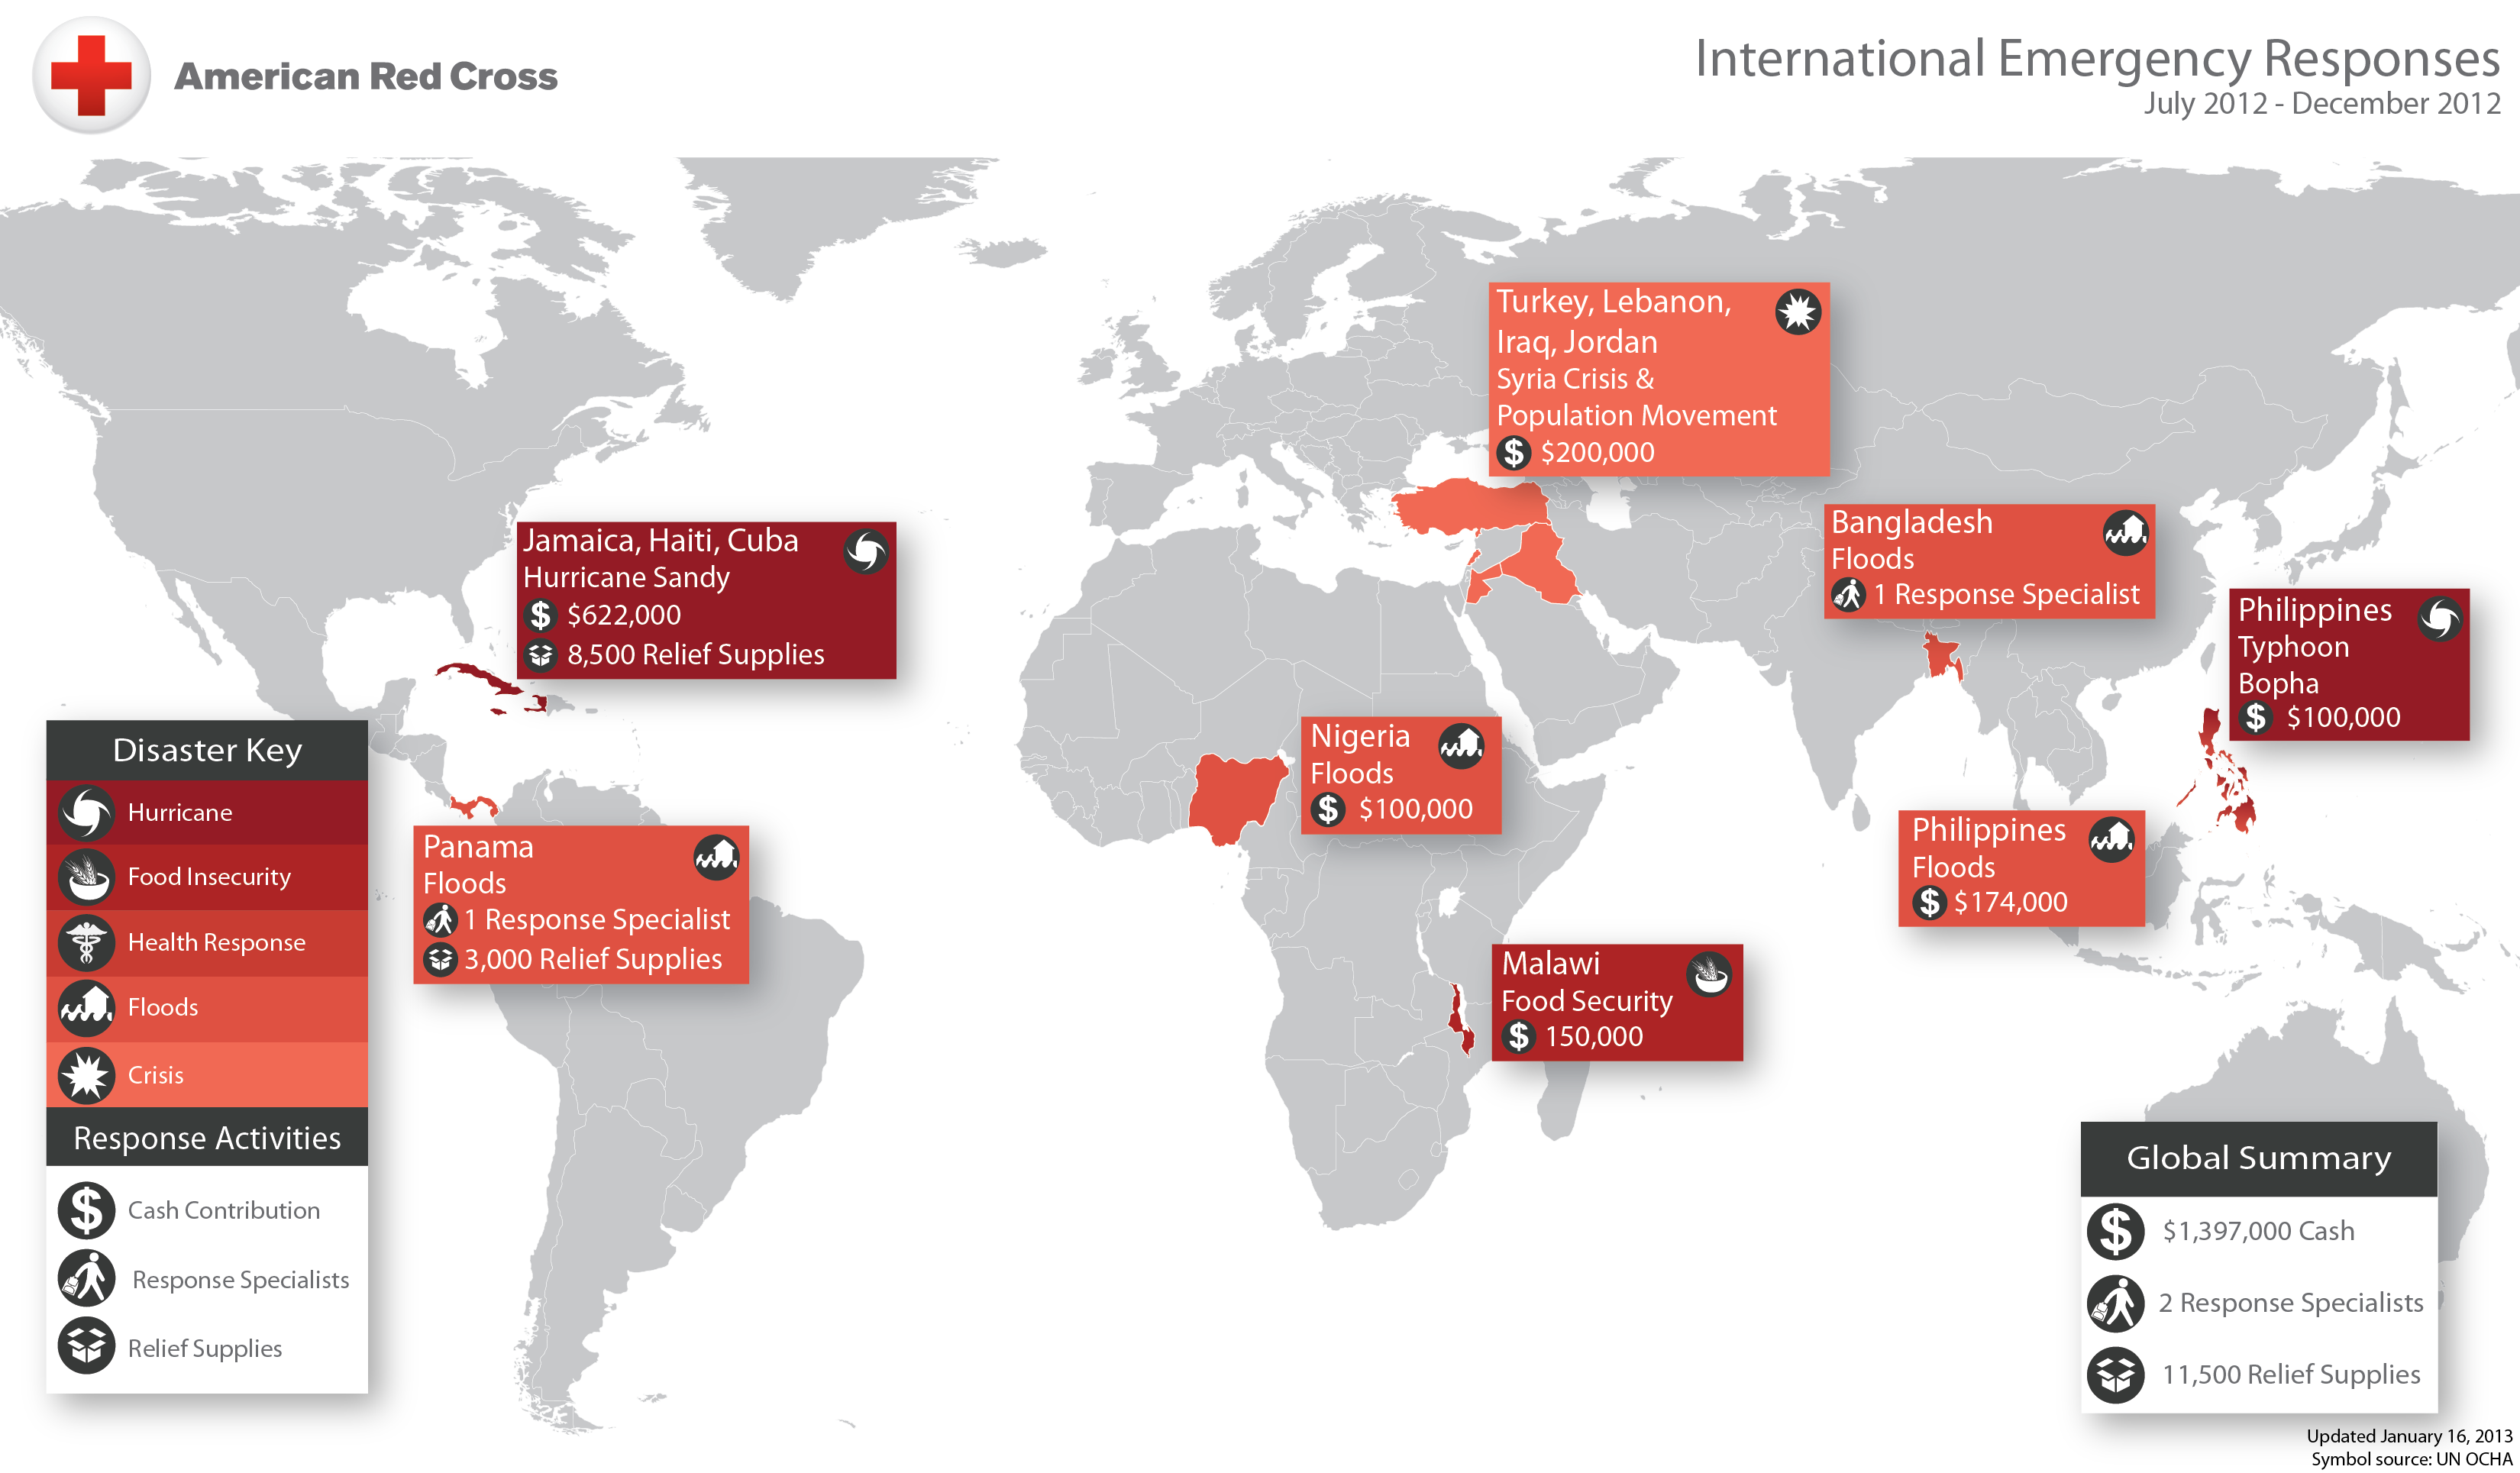 American Red Cross
International Emergency Responses
July 2012 - December 2012
Turkey, Lebanon,
Iraq, Jordan
Syria Crisis &
Population Movement
$ $200,000
Jamaica, Haiti, Cuba
Hurricane Sandy
$ $622,000
8,500 Relief Supplies
Bangladesh
Floods
1 Response Specialist
Philippines
Typhoon
Bopha
$ $100,000
Nigeria
Floods
$ $100,000
Panama
Floods
1 Response Specialist
3,000 Relief Supplies
Philippines
Floods
$ $174,000
Malawi
Food Security
$ 150,000
Disaster Key
Hurricane
Food Insecurity
Health Response
Floods
Crisis
Response Activities
$ Cash Contribution
Response Specialists
Relief Supplies
Global Summary
$ $1,397,000 Cash
2 Response Specialists
11,500 Relief Supplies
Updated January 16, 2013
Symbol source: UN OCHA